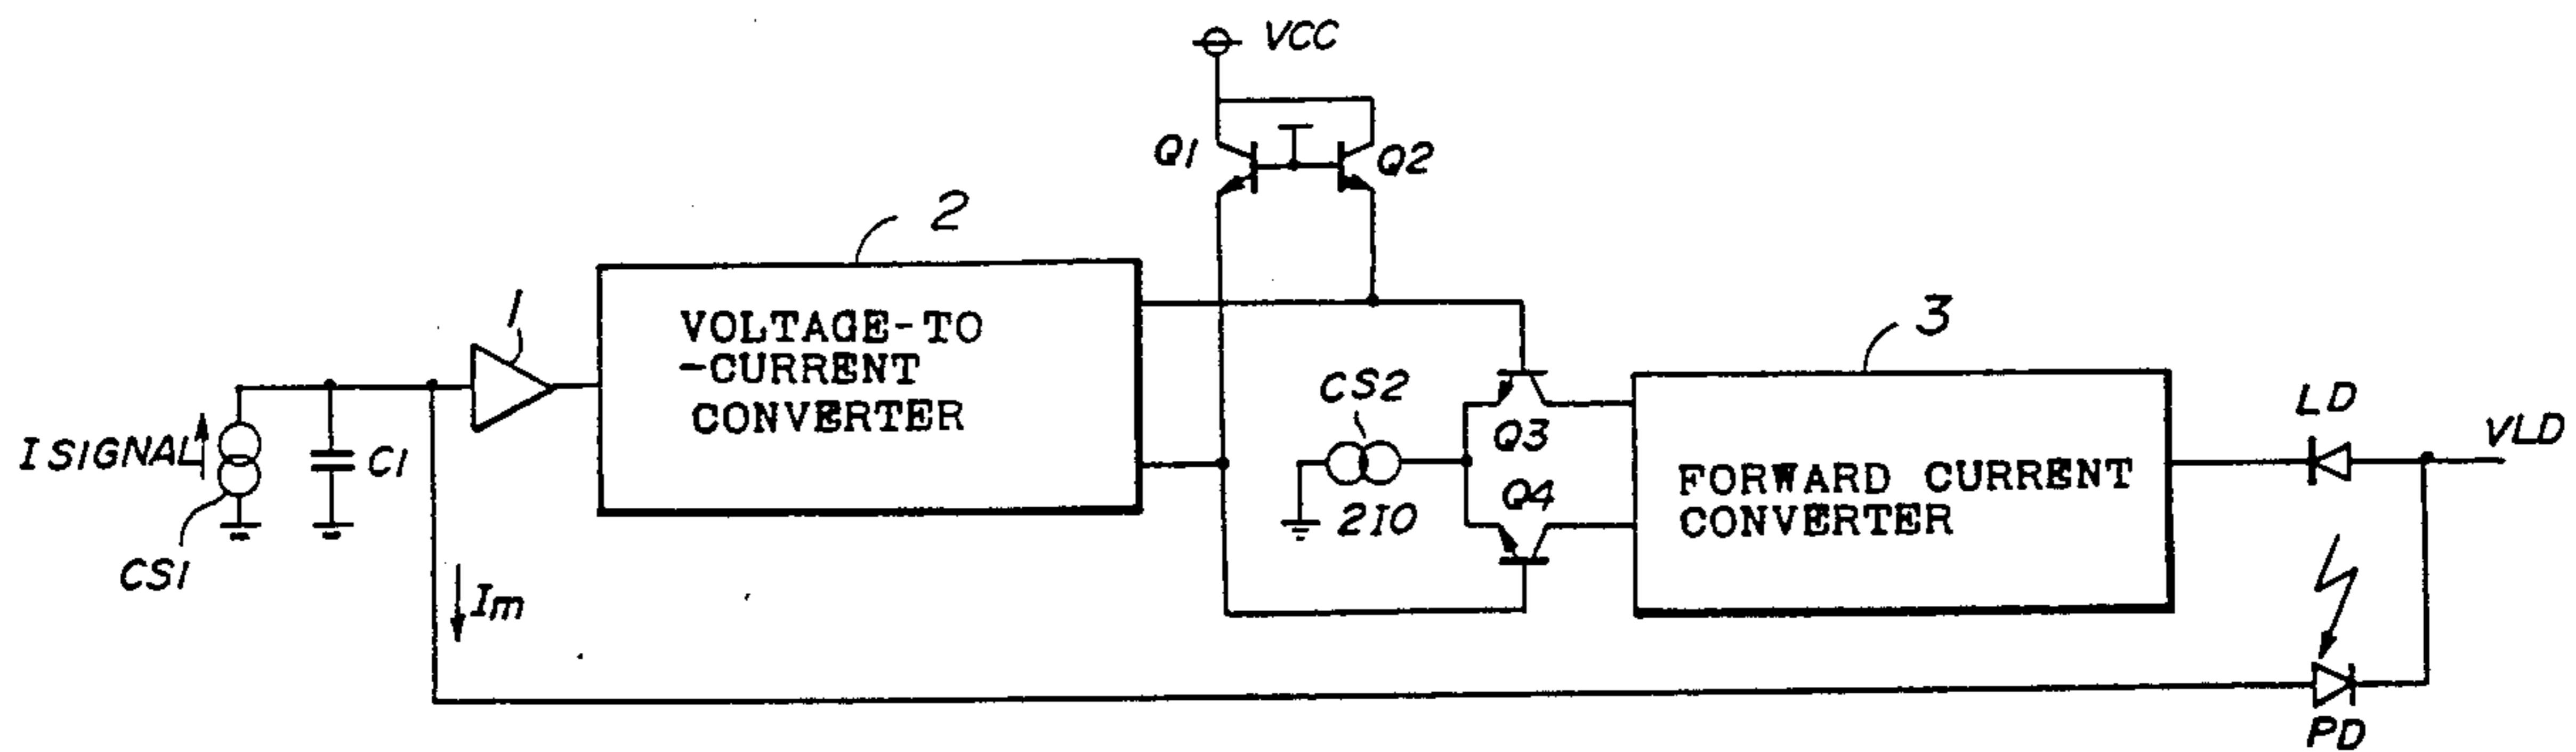 VCC
Q1
Q2
2
1
VOLTAGE-TO
-CURRENT
CONVERTER
3
CS2
LD
VLD
I SIGNAL
C1
Q3
Q4
2I0
FORWARD CURRENT
CONVERTER
CS1
Im
PD